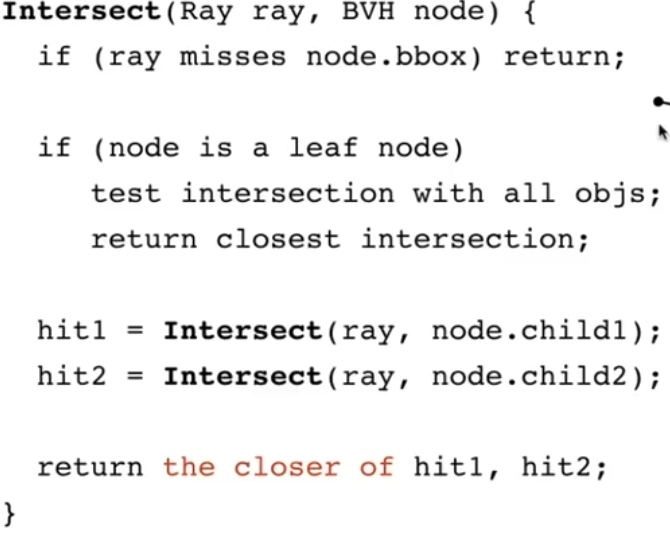 Intersect(Ray ray, BVH node) {
if (ray misses node.bbox) return;
if (node is a leaf node)
test intersection with all objs;
return closest intersection;
hit1 = Intersect(ray, node.child1);
hit2 = Intersect(ray, node.child2);
return the closer of hit1, hit2;
}